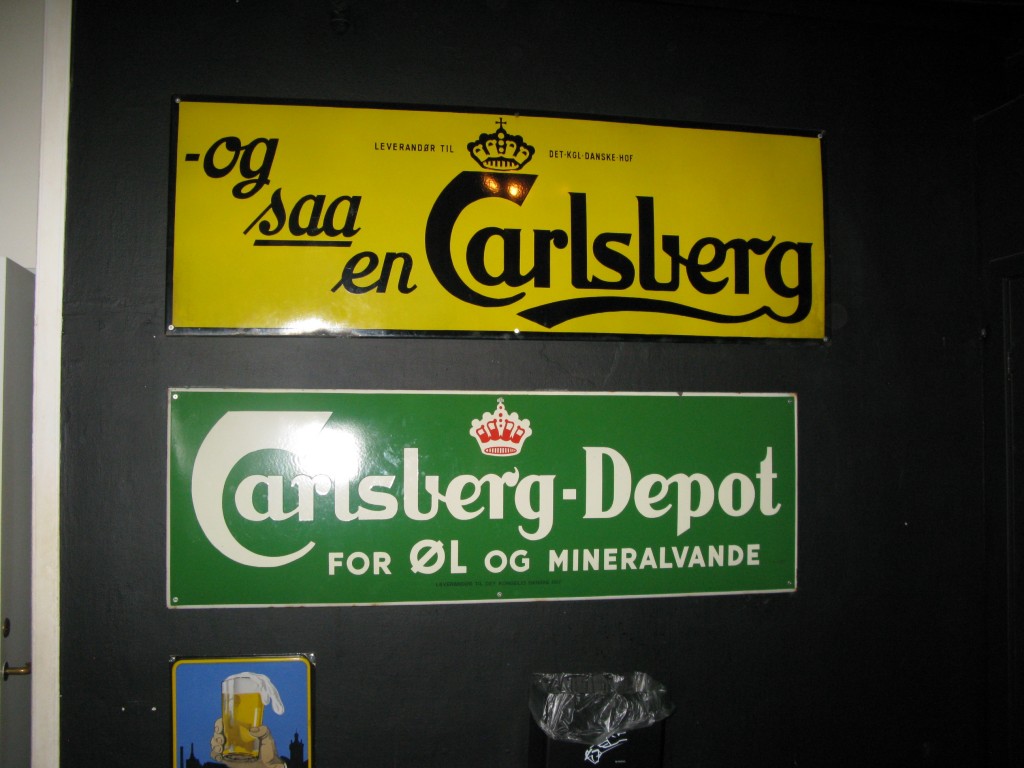 -og
saa
en
LEVERANDØR TIL DET·KGL·DANSKE·HOF
Carlsberg
Carlsberg-Depot
FOR ØL OG MINERALVANDE